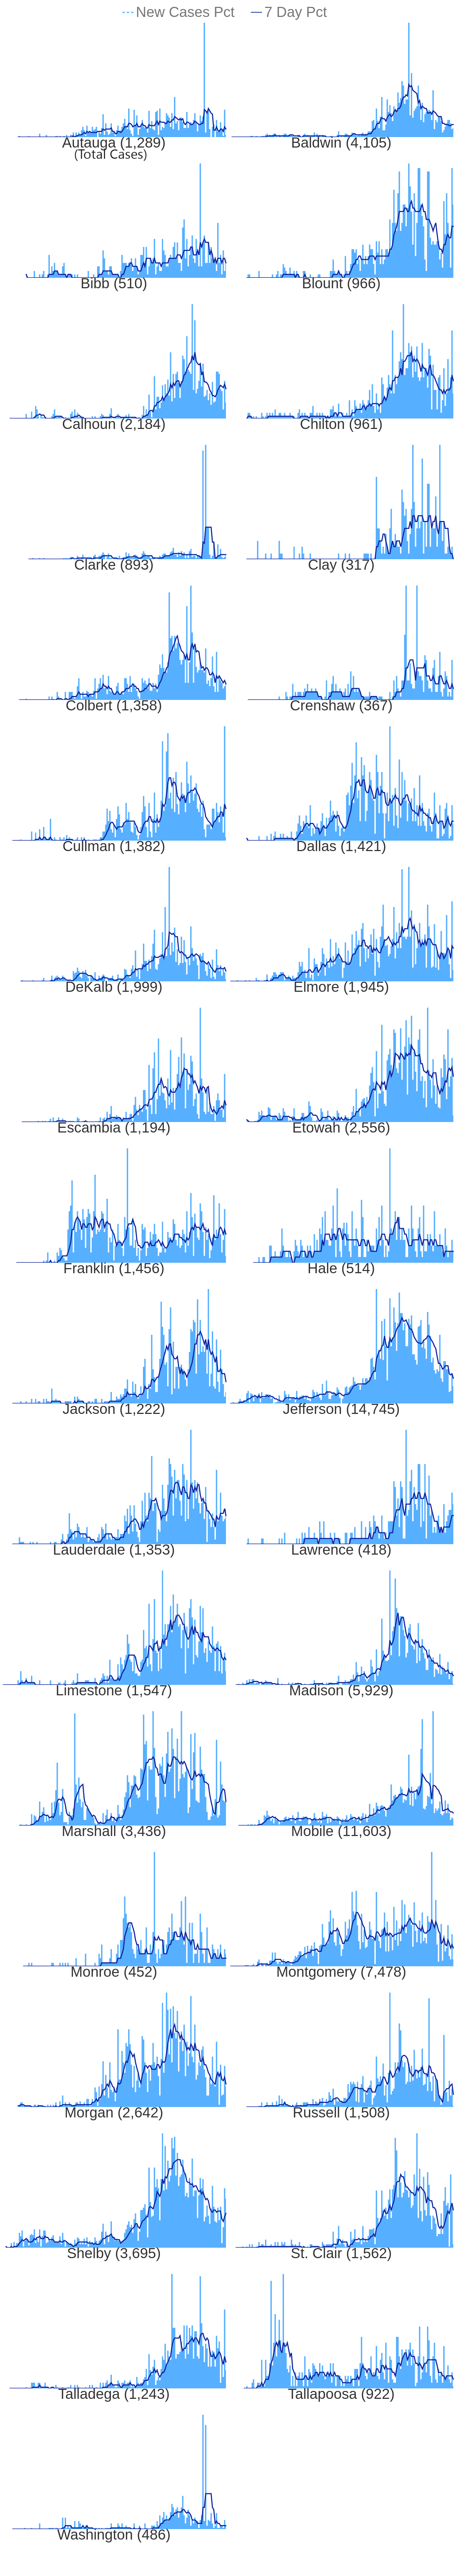 New Cases Pct 7 Day Pct
Autauga (1,289) Baldwin (4,105)
(Total Cases)
Bibb (510) Blount (966)
Calhoun (2,184) Chilton (961)
Clarke (893) Clay (317)
Colbert (1,358) Crenshaw (367)
Cullman (1,382) Dallas (1,421)
DeKalb (1,999) Elmore (1,945)
Escambia (1,194) Etowah (2,556)
Franklin (1,456) Hale (514)
Jackson (1,222) Jefferson (14,745)
Lauderdale (1,353) Lawrence (418)
Limestone (1,547) Madison (5,929)
Marshall (3,436) Mobile (11,603)
Monroe (452) Montgomery (7,478)
Morgan (2,642) Russell (1,508)
Shelby (3,695) St. Clair (1,562)
Talladega (1,243) Tallapoosa (922)
Washington (486)